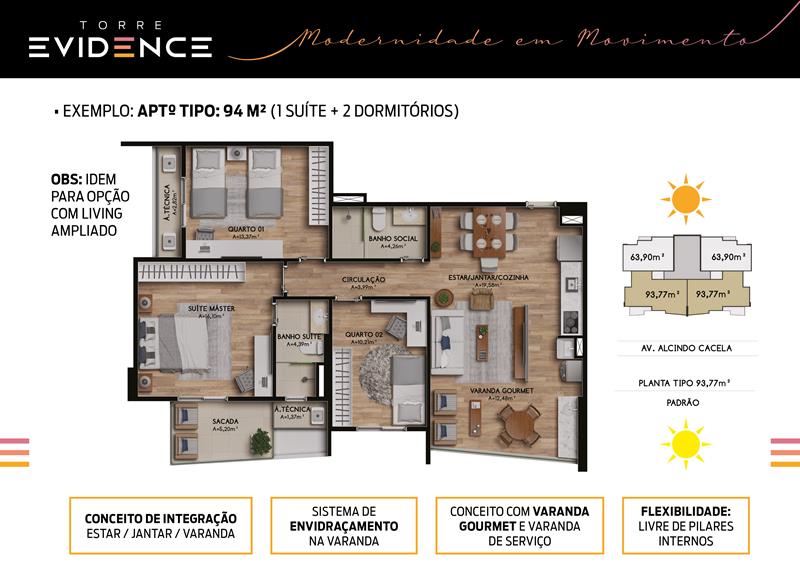 TORRE
EVIDENCE
Modernidade em Movimento
• EXEMPLO: APTº TIPO: 94 M² (1 SUÍTE + 2 DORMITÓRIOS)
OBS: IDEM
PARA OPÇÃO
COM LIVING
AMPLIADO
Á.TÉCNICA
A=2,82m²
QUARTO 01
A=13,37m²
BANHO SOCIAL
A=4,26m²
CIRCULAÇÃO
A=3,99m²
ESTAR/JANTAR/COZINHA
A=19,58m²
SUÍTE MÁSTER
A=16,10m²
BANHO SUÍTE
A=4,39m²
QUARTO 02
A=10,21m²
VARANDA GOURMET
A=12,48m²
SACADA
A=5,20m²
Á.TÉCNICA
A=1,37m²
63,90m²
63,90m²
93,77m²
93,77m²
AV. ALCINDO CACELA
PLANTA TIPO 93,77m²
PADRÃO
CONCEITO DE INTEGRAÇÃO
ESTAR / JANTAR / VARANDA
SISTEMA DE
ENVIDRAÇAMENTO
NA VARANDA
CONCEITO COM VARANDA
GOURMET E VARANDA
DE SERVIÇO
FLEXIBILIDADE:
LIVRE DE PILARES
INTERNOS